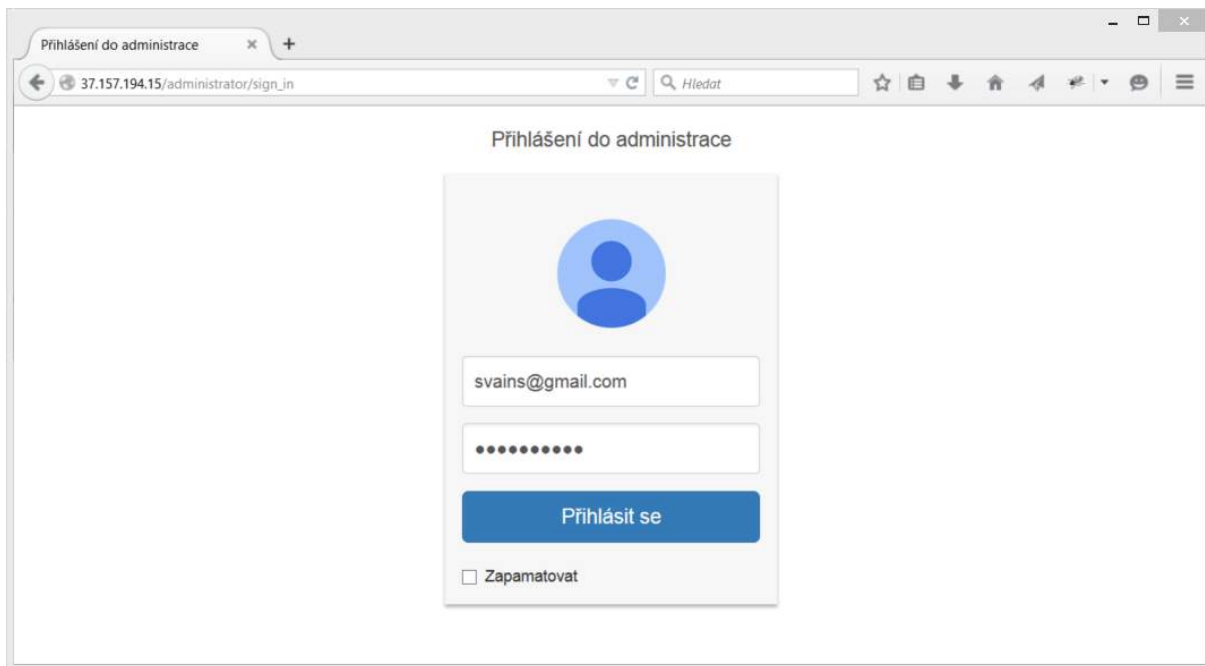 Přihlášení do administrace
37.157.194.15/administrator/sign_in
Hledat
Přihlášení do administrace
svains@gmail.com
••••••••••
Přihlásit se
Zapamatovat